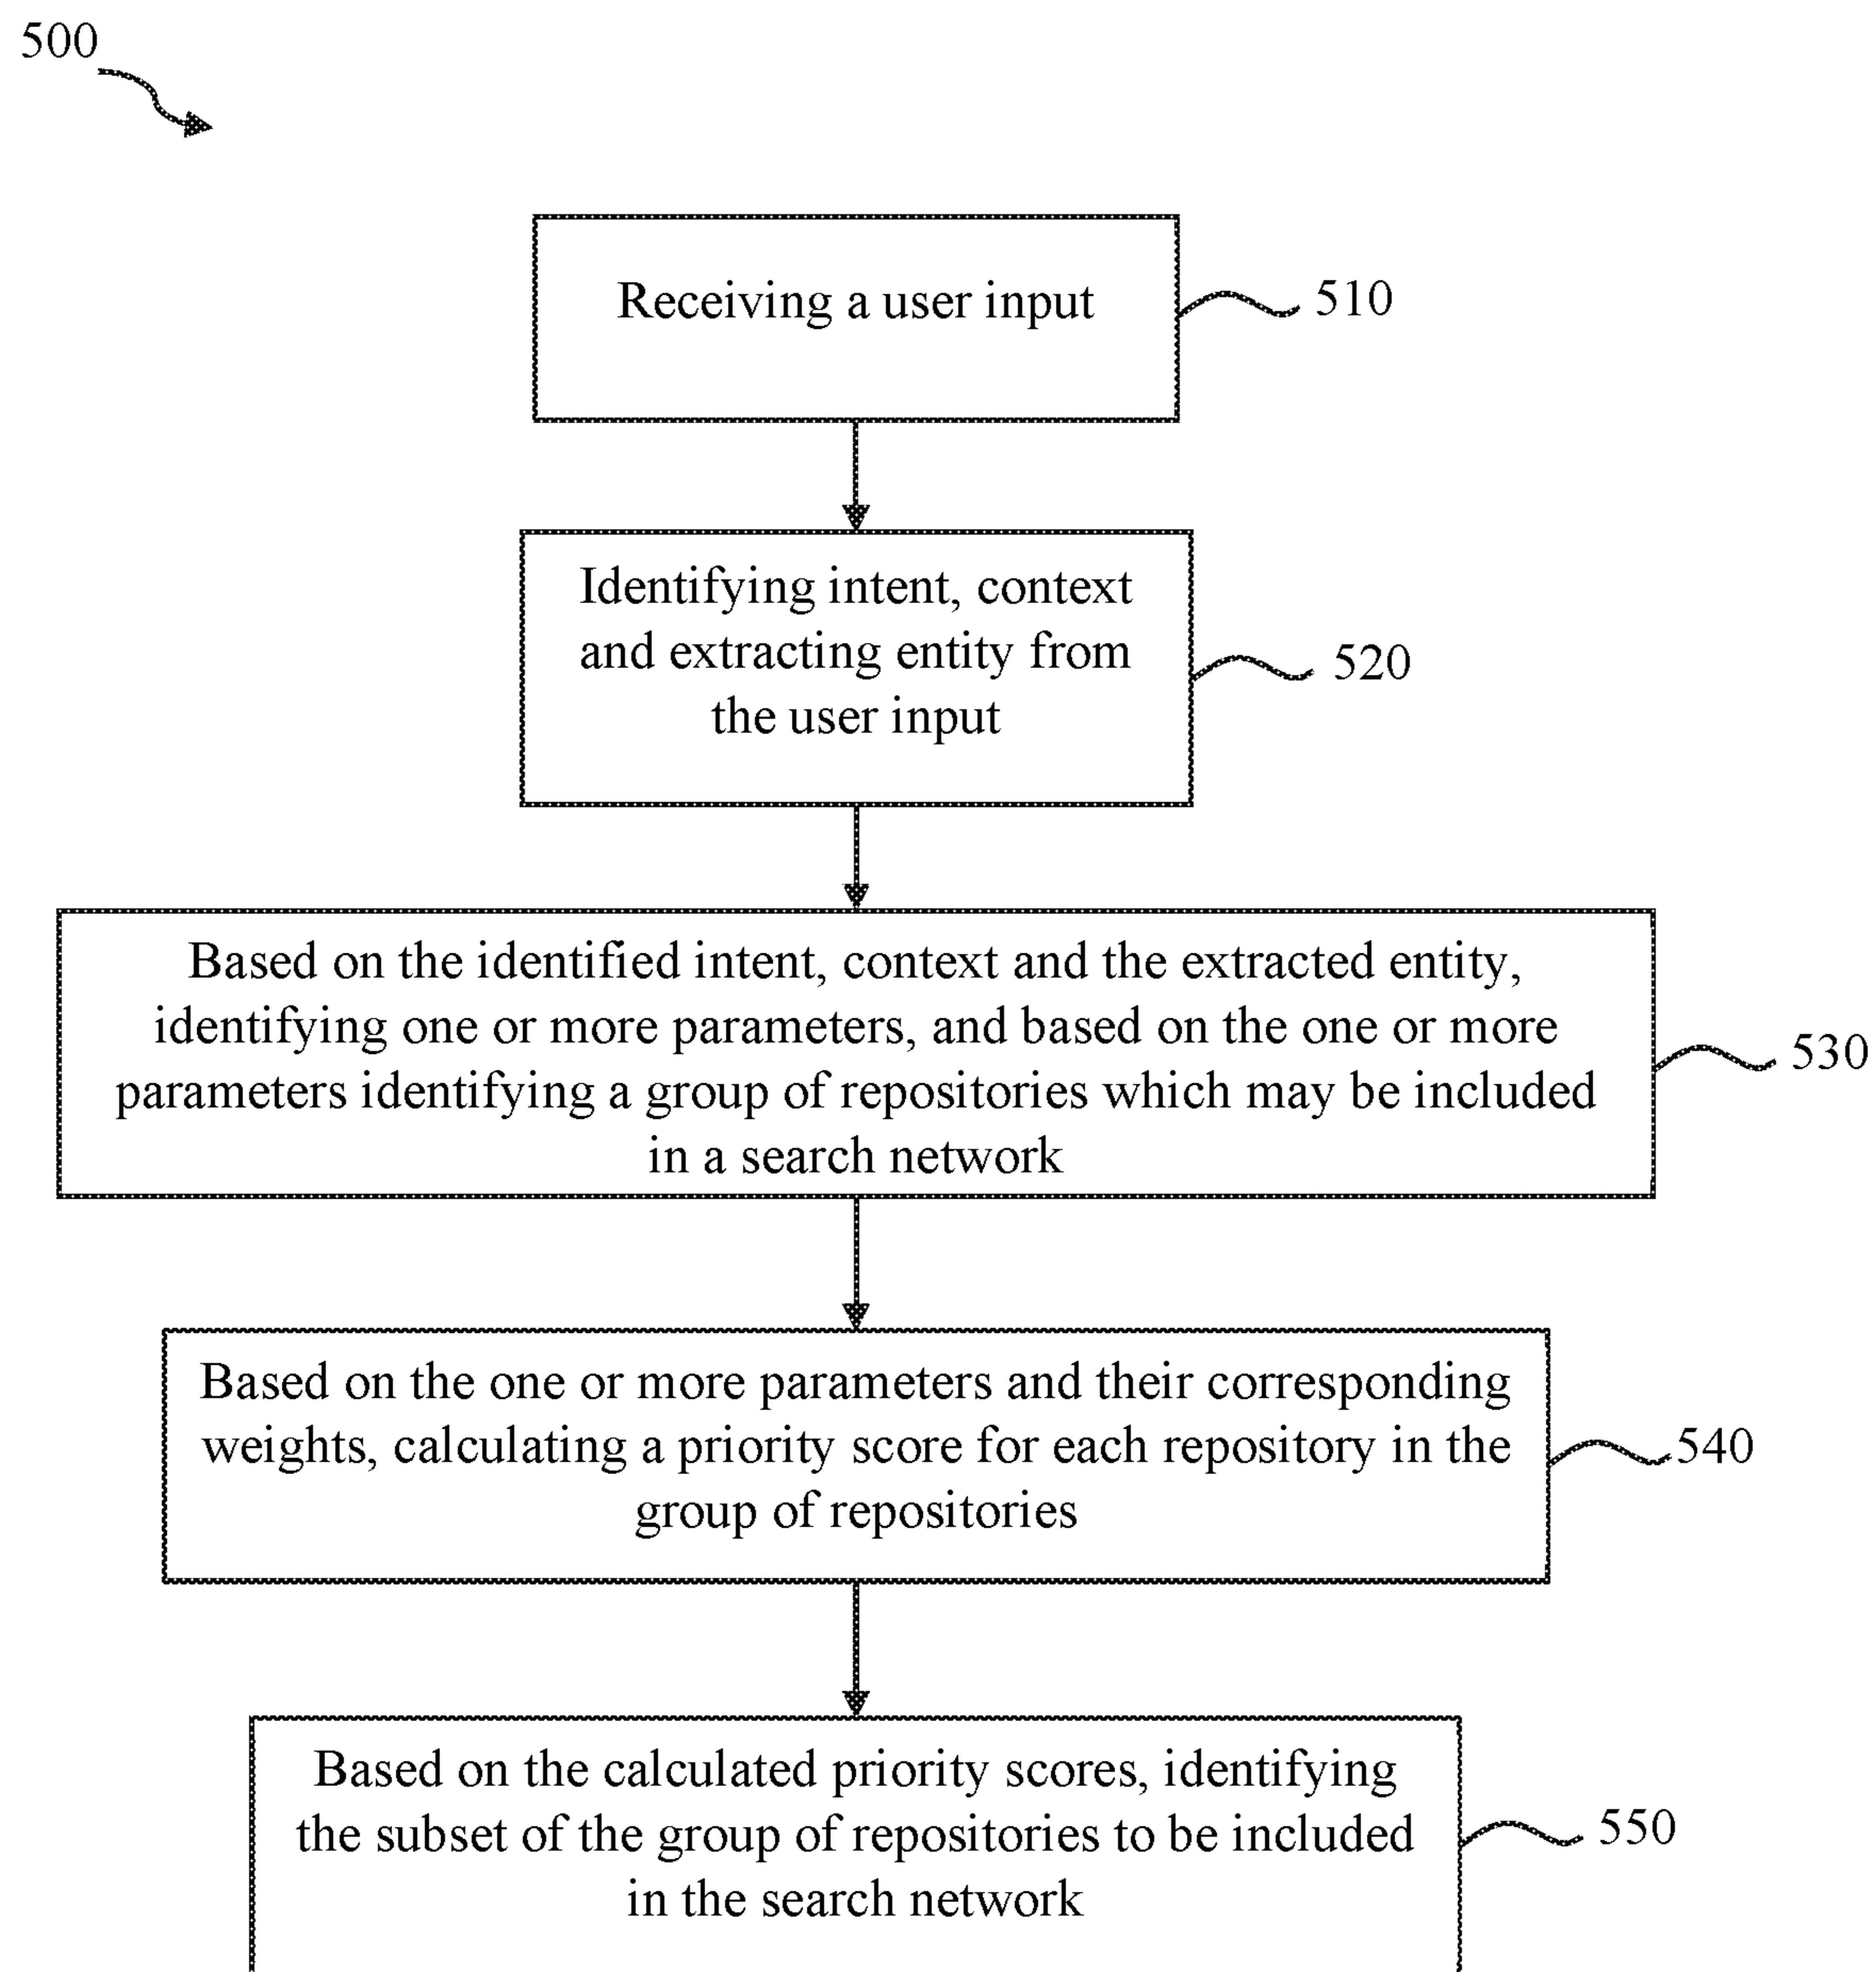 500
Receiving a user input
510
Identifying intent, context
and extracting entity from
the user input
520
Based on the identified intent, context and the extracted entity,
identifying one or more parameters, and based on the one or more
parameters identifying a group of repositories which may be included
in a search network
530
Based on the one or more parameters and their corresponding
weights, calculating a priority score for each repository in the
group of repositories
540
Based on the calculated priority scores, identifying
the subset of the group of repositories to be included
in the search network
550